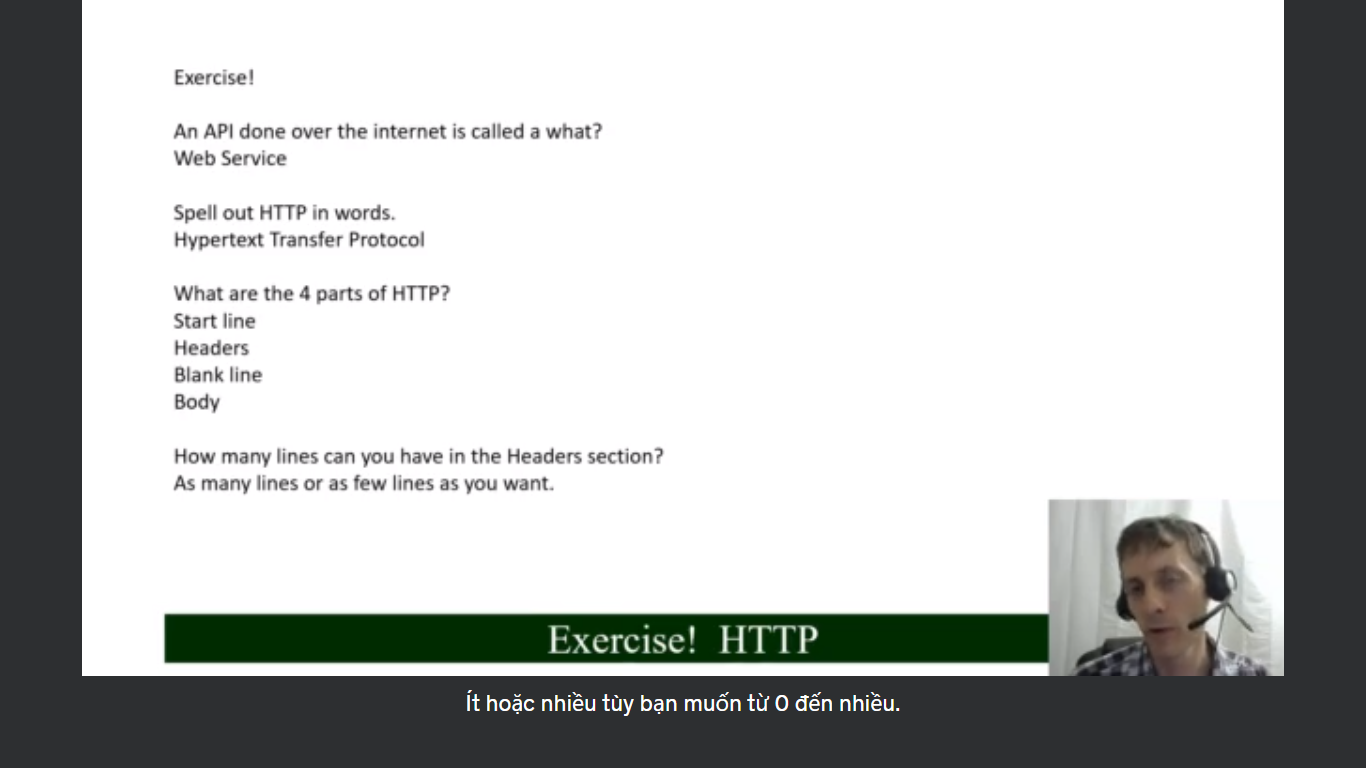 Exercise!
An API done over the internet is called a what?
Web Service
Spell out HTTP in words.
Hypertext Transfer Protocol
What are the 4 parts of HTTP?
Start line
Headers
Blank line
Body
How many lines can you have in the Headers section?
As many lines or as few lines as you want.
Exercise! HTTP
Ít hoặc nhiều tùy bạn muốn từ 0 đến nhiều.